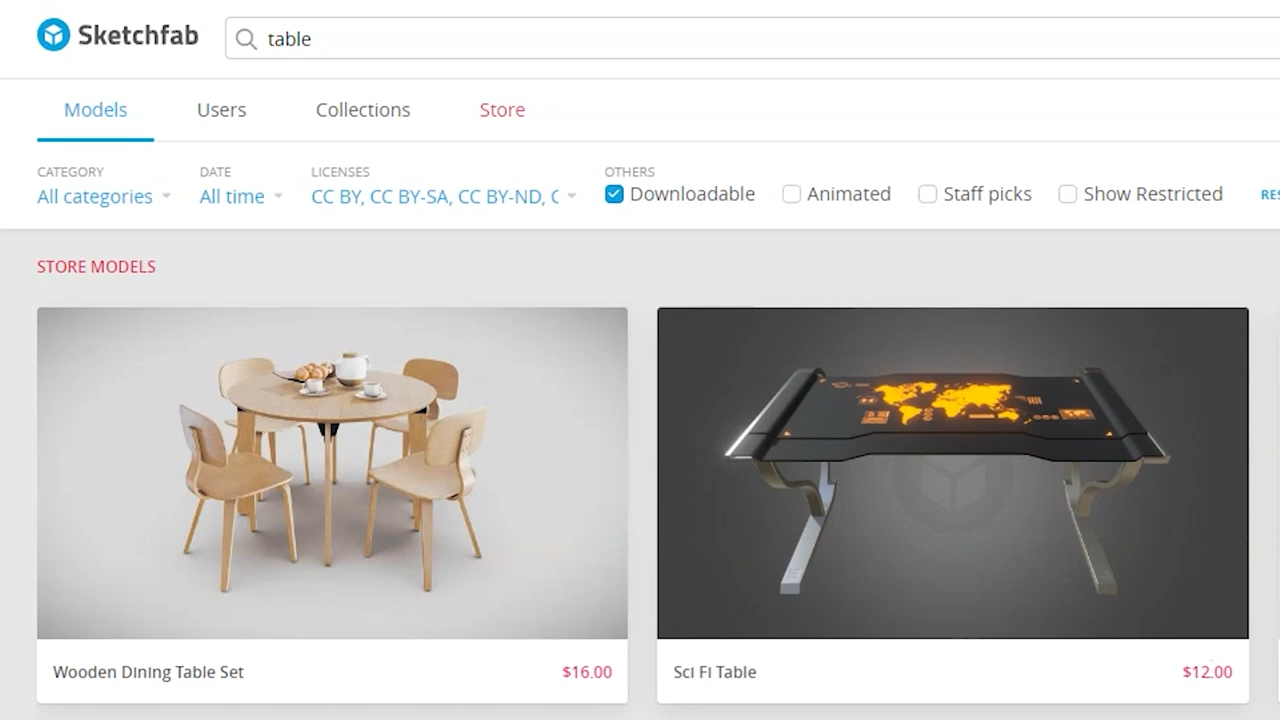 Sketchfab
table
Models Users Collections Store
CATEGORY DATE LICENSES OTHERS
All categories All time CC BY, CC BY-SA, CC BY-ND, Downloadable Animated Staff picks Show Restricted
STORE MODELS
Wooden Dining Table Set $16.00
Sci Fi Table $12.00